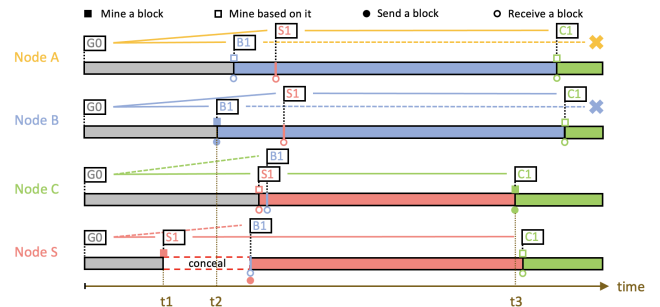 Mine a block Mine based on it Send a block Receive a block
S1 C1
G0 B1
Node A
S1 C1
G0 B1
Node B
B1
G0 S1 C1
Node C
B1
G0 S1 C1
Node S
conceal
t1 t2 t3 time